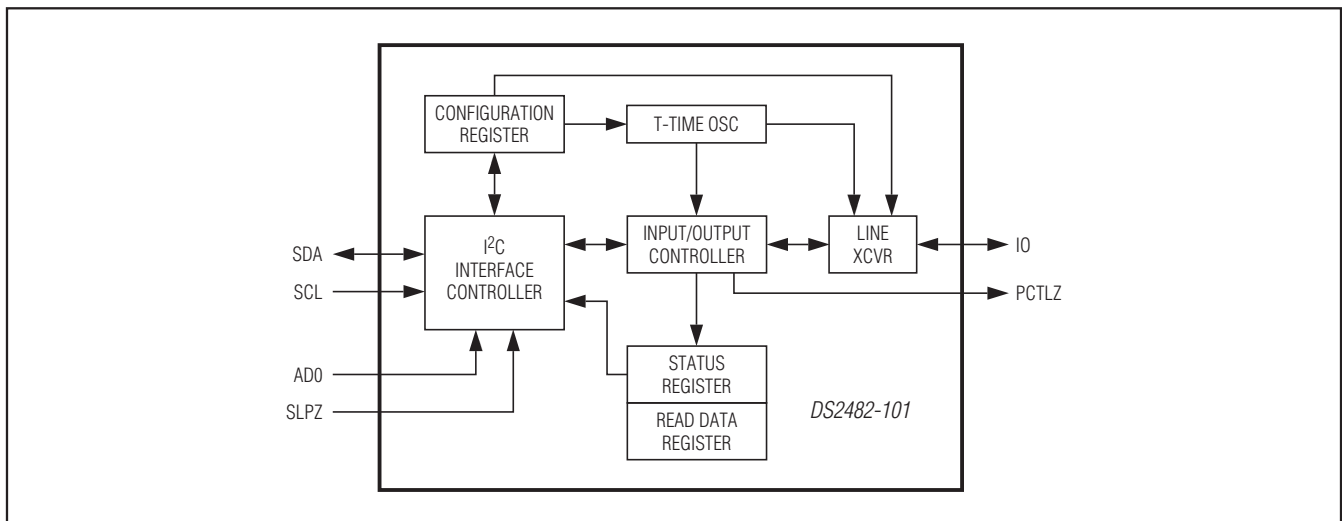 CONFIGURATION
REGISTER
T-TIME OSC
SDA
SCL
AD0
SLPZ
I²C
INTERFACE
CONTROLLER
INPUT/OUTPUT
CONTROLLER
LINE
XCVR
IO
PCTLZ
STATUS
REGISTER
READ DATA
REGISTER
DS2482-101